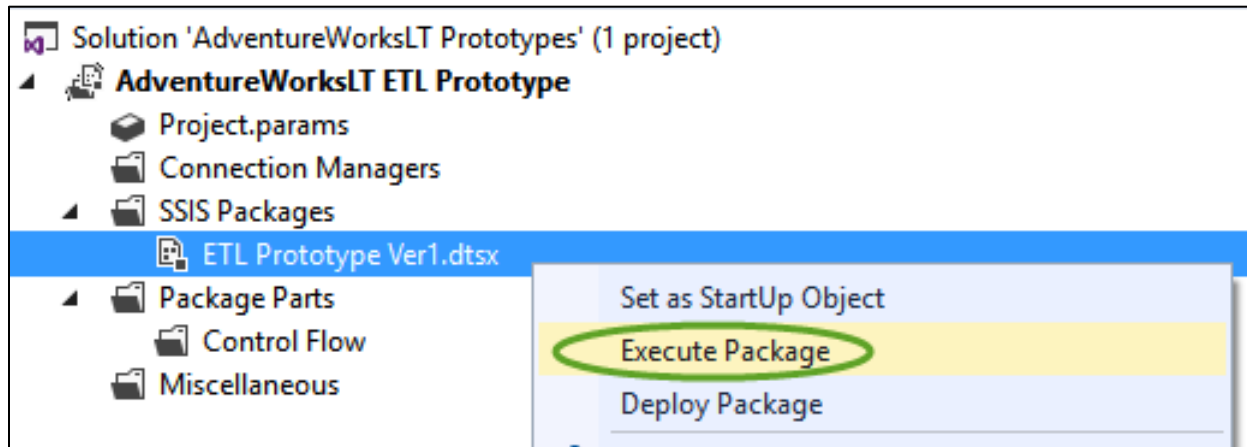 Solution 'AdventureWorksLT Prototypes' (1 project)
AdventureWorksLT ETL Prototype
Project.params
Connection Managers
SSIS Packages
ETL Prototype Ver1.dtsx
Package Parts
Control Flow
Miscellaneous
Set as StartUp Object
Execute Package
Deploy Package